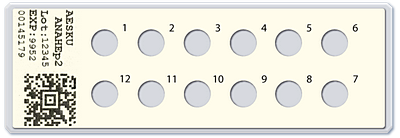 AESKU
ANAHEp2
Lot:12345
EXP:9952
00145179
1 2 3 4 5 6
12 11 10 9 8 7